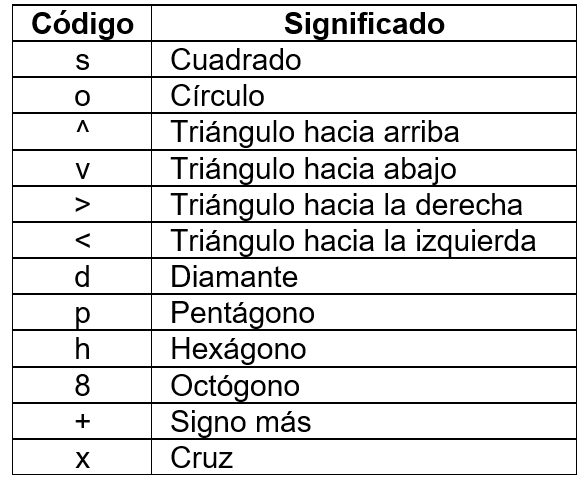 Código Significado
s Cuadrado
o Círculo
^ Triángulo hacia arriba
v Triángulo hacia abajo
> Triángulo hacia la derecha
< Triángulo hacia la izquierda
d Diamante
p Pentágono
h Hexágono
8 Octógono
+ Signo más
x Cruz